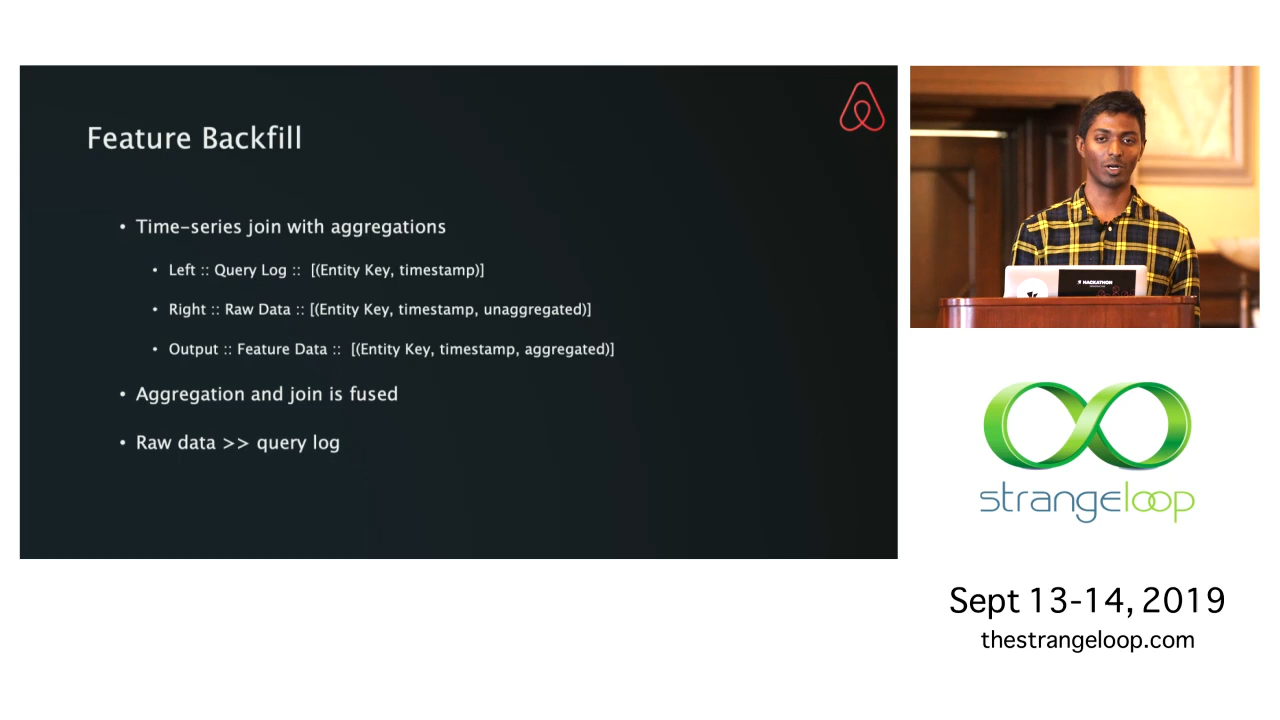 Feature Backfill
• Time-series join with aggregations
• Left :: Query Log :: [(Entity Key, timestamp)]
• Right :: Raw Data :: [(Entity Key, timestamp, unaggregated)]
• Output :: Feature Data :: [(Entity Key, timestamp, aggregated)]
• Aggregation and join is fused
• Raw data >> query log
HACKATHON
strangeloop
Sept 13-14, 2019
thestrangeloop.com